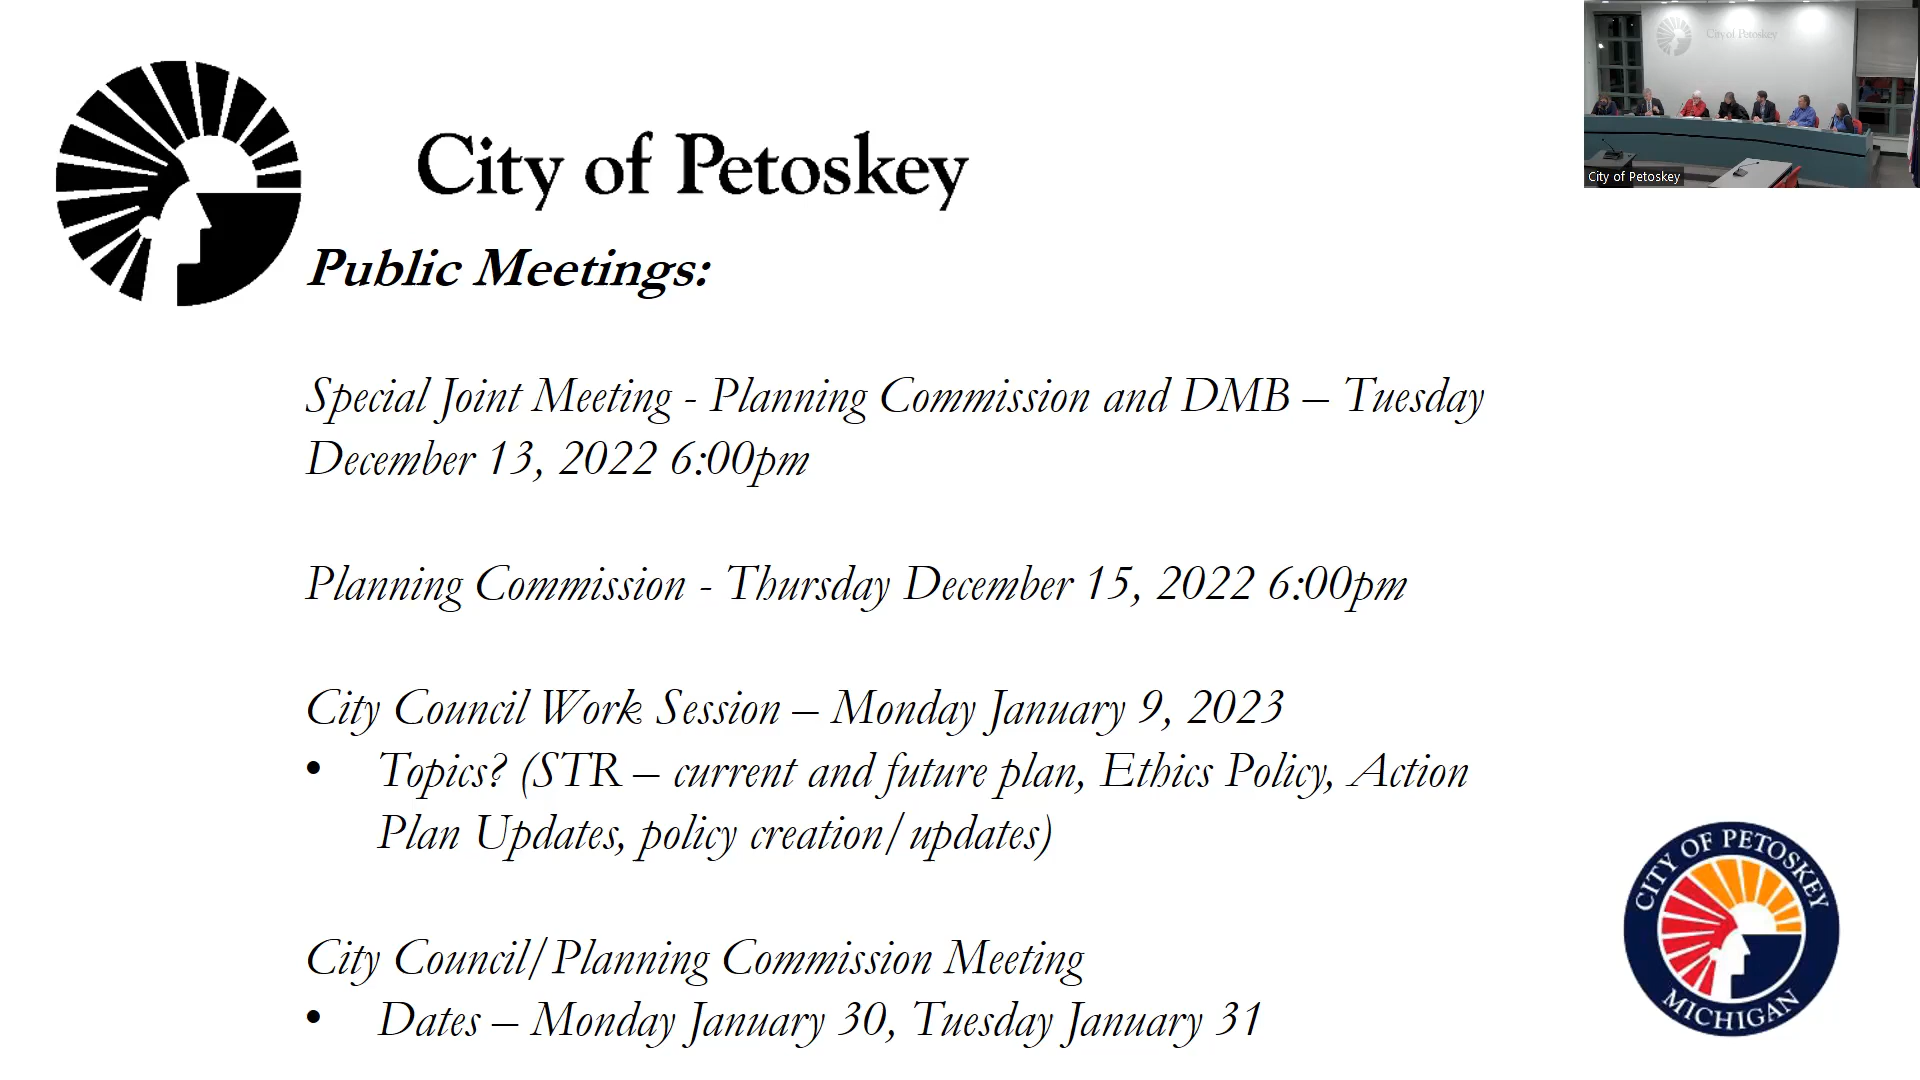 City of Petoskey
City of Petoskey
City of Petoskey
Public Meetings:
Special Joint Meeting - Planning Commission and DMB – Tuesday
December 13, 2022 6:00pm
Planning Commission - Thursday December 15, 2022 6:00pm
City Council Work Session – Monday January 9, 2023
• Topics? (STR – current and future plan, Ethics Policy, Action
Plan Updates, policy creation/updates)
City Council/Planning Commission Meeting
• Dates – Monday January 30, Tuesday January 31
CITY OF PETOSKEY
MICHIGAN